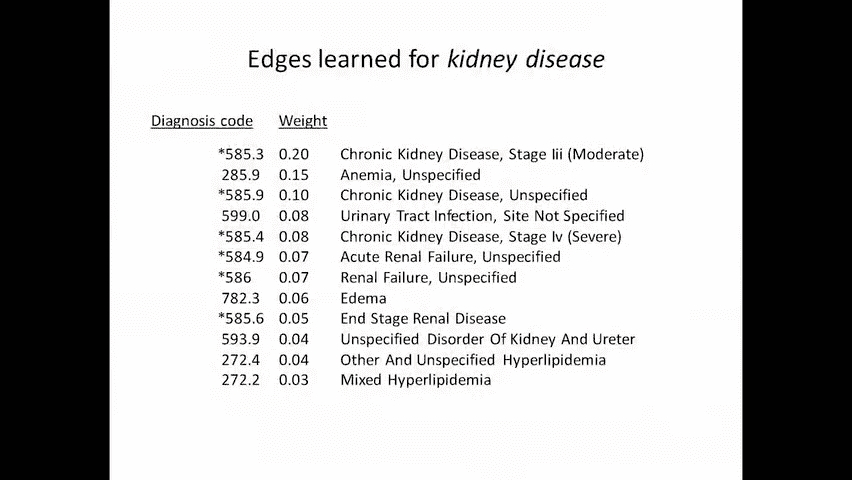 Edges learned for kidney disease
Diagnosis code Weight
*585.3 0.20 Chronic Kidney Disease, Stage Iii (Moderate)
285.9 0.15 Anemia, Unspecified
*585.9 0.10 Chronic Kidney Disease, Unspecified
599.0 0.08 Urinary Tract Infection, Site Not Specified
*585.4 0.08 Chronic Kidney Disease, Stage Iv (Severe)
*584.9 0.07 Acute Renal Failure, Unspecified
*586 0.07 Renal Failure, Unspecified
782.3 0.06 Edema
*585.6 0.05 End Stage Renal Disease
593.9 0.04 Unspecified Disorder Of Kidney And Ureter
272.4 0.04 Other And Unspecified Hyperlipidemia
272.2 0.03 Mixed Hyperlipidemia